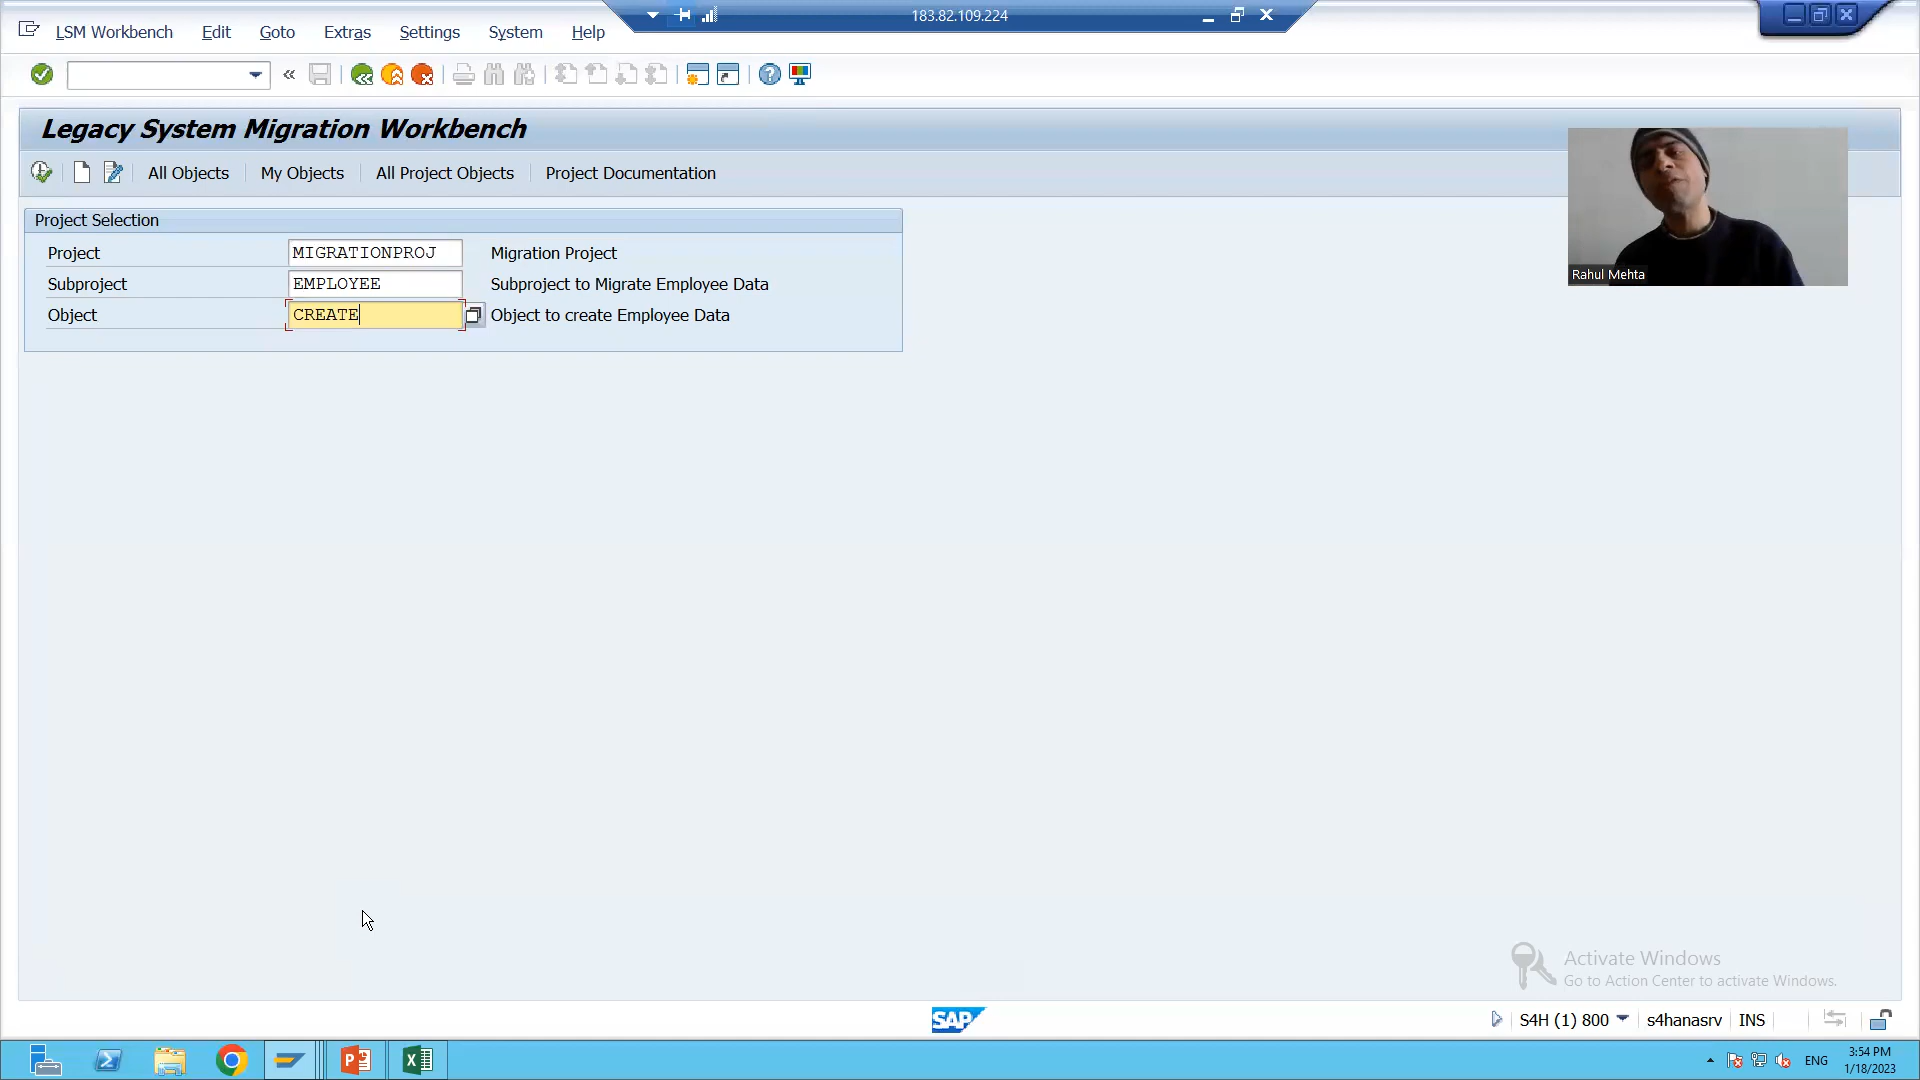 183.82.109.224
LSM Workbench Edit Goto Extras Settings System Help
Legacy System Migration Workbench
All Objects My Objects All Project Objects Project Documentation
Project Selection
Project MIGRATIONPROJ Migration Project
Subproject EMPLOYEE Subproject to Migrate Employee Data
Object CREATE Object to create Employee Data
Rahul Mehta
Activate Windows
Go to Action Center to activate Windows.
SAP
S4H (1) 800 s4hanasrv INS
ENG
3:54 PM
1/18/2023